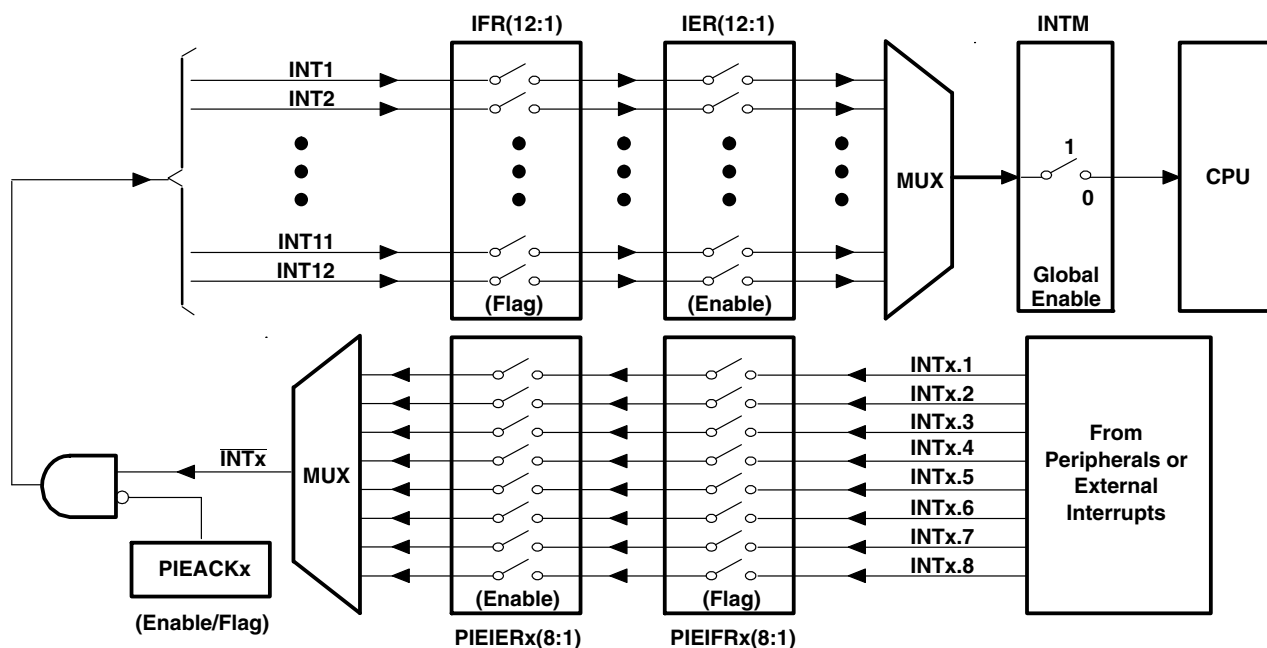 IFR(12:1)
IER(12:1)
INTM
INT1
INT2
INT11
INT12
(Flag)
(Enable)
MUX
1
0
Global
Enable
CPU
INTx.1
INTx.2
INTx.3
INTx.4
INTx.5
INTx.6
INTx.7
INTx.8
From
Peripherals or
External
Interrupts
INTx
MUX
PIEACKx
(Enable/Flag)
(Enable)
(Flag)
PIEIERx(8:1)
PIEIFRx(8:1)